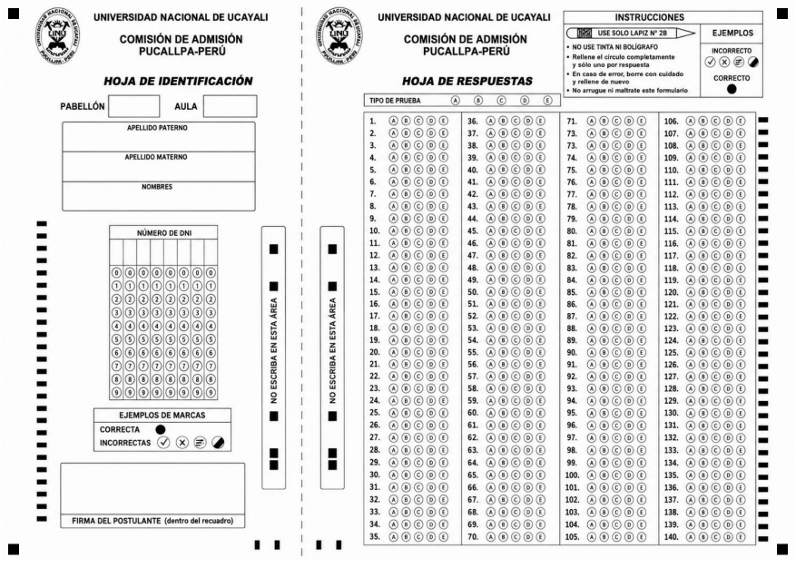 UNIVERSIDAD NACIONAL DE UCAYALI
COMISIÓN DE ADMISIÓN
PUCALLPA-PERÚ
HOJA DE IDENTIFICACIÓN
PABELLÓN AULA
APELLIDO PATERNO
APELLIDO MATERNO
NOMBRES
NÚMERO DE DNI
0 0 0 0 0 0 0 0
1 1 1 1 1 1 1 1
2 2 2 2 2 2 2 2
3 3 3 3 3 3 3 3
4 4 4 4 4 4 4 4
5 5 5 5 5 5 5 5
6 6 6 6 6 6 6 6
7 7 7 7 7 7 7 7
8 8 8 8 8 8 8 8
9 9 9 9 9 9 9 9
EJEMPLOS DE MARCAS
CORRECTA
INCORRECTAS
FIRMA DEL POSTULANTE (dentro del recuadro)
NO ESCRIBA EN ESTA ÁREA
NO ESCRIBA EN ESTA ÁREA
UNIVERSIDAD NACIONAL DE UCAYALI
COMISIÓN DE ADMISIÓN
PUCALLPA-PERÚ
HOJA DE RESPUESTAS
INSTRUCCIONES
USE SOLO LAPIZ N° 2B
• NO USE TINTA NI BOLÍGRAFO
• Rellene el círculo completamente
y sólo uno por respuesta
• En caso de error, borre con cuidado
y rellene de nuevo
• No arrugue ni maltrate este formulario
EJEMPLOS
INCORRECTO
CORRECTO
TIPO DE PRUEBA A B C D E
1. A B C D E 36. A B C D E 71. A B C D E 106. A B C D E
2. A B C D E 37. A B C D E 73. A B C D E 107. A B C D E
3. A B C D E 38. A B C D E 73. A B C D E 108. A B C D E
4. A B C D E 39. A B C D E 74. A B C D E 109. A B C D E
5. A B C D E 40. A B C D E 75. A B C D E 110. A B C D E
6. A B C D E 41. A B C D E 76. A B C D E 111. A B C D E
7. A B C D E 42. A B C D E 77. A B C D E 112. A B C D E
8. A B C D E 43. A B C D E 78. A B C D E 113. A B C D E
9. A B C D E 44. A B C D E 79. A B C D E 114. A B C D E
10. A B C D E 46. A B C D E 80. A B C D E 115. A B C D E
11. A B C D E 46. A B C D E 81. A B C D E 116. A B C D E
12. A B C D E 47. A B C D E 82. A B C D E 117. A B C D E
13. A B C D E 48. A B C D E 83. A B C D E 118. A B C D E
14. A B C D E 49. A B C D E 84. A B C D E 119. A B C D E
15. A B C D E 50. A B C D E 85. A B C D E 120. A B C D E
16. A B C D E 51. A B C D E 86. A B C D E 121. A B C D E
17. A B C D E 52. A B C D E 87. A B C D E 122. A B C D E
18. A B C D E 53. A B C D E 88. A B C D E 123. A B C D E
19. A B C D E 54. A B C D E 89. A B C D E 124. A B C D E
20. A B C D E 55. A B C D E 90. A B C D E 125. A B C D E
21. A B C D E 56. A B C D E 91. A B C D E 126. A B C D E
22. A B C D E 57. A B C D E 92. A B C D E 127. A B C D E
23. A B C D E 58. A B C D E 93. A B C D E 128. A B C D E
24. A B C D E 59. A B C D E 94. A B C D E 129. A B C D E
25. A B C D E 60. A B C D E 95. A B C D E 130. A B C D E
26. A B C D E 61. A B C D E 96. A B C D E 131. A B C D E
27. A B C D E 62. A B C D E 97. A B C D E 132. A B C D E
28. A B C D E 63. A B C D E 98. A B C D E 133. A B C D E
29. A B C D E 64. A B C D E 99. A B C D E 134. A B C D E
30. A B C D E 65. A B C D E 100. A B C D E 135. A B C D E
31. A B C D E 66. A B C D E 101. A B C D E 136. A B C D E
32. A B C D E 67. A B C D E 102. A B C D E 137. A B C D E
33. A B C D E 68. A B C D E 103. A B C D E 138. A B C D E
34. A B C D E 69. A B C D E 104. A B C D E 139. A B C D E
35. A B C D E 70. A B C D E 105. A B C D E 140. A B C D E